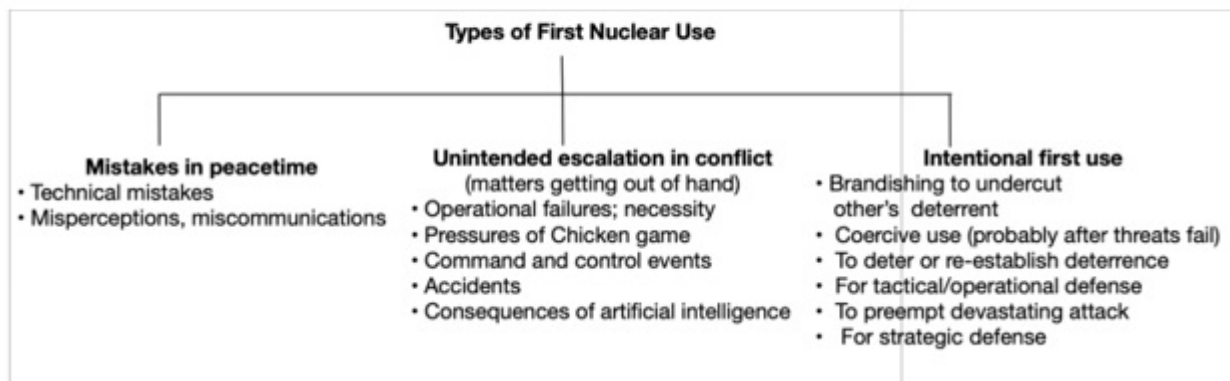 Types of First Nuclear Use
Mistakes in peacetime
• Technical mistakes
• Misperceptions, miscommunications
Unintended escalation in conflict
(matters getting out of hand)
• Operational failures; necessity
• Pressures of Chicken game
• Command and control events
• Accidents
• Consequences of artificial intelligence
Intentional first use
• Brandishing to undercut
other's deterrent
• Coercive use (probably after threats fail)
• To deter or re-establish deterrence
• For tactical/operational defense
• To preempt devastating attack
• For strategic defense